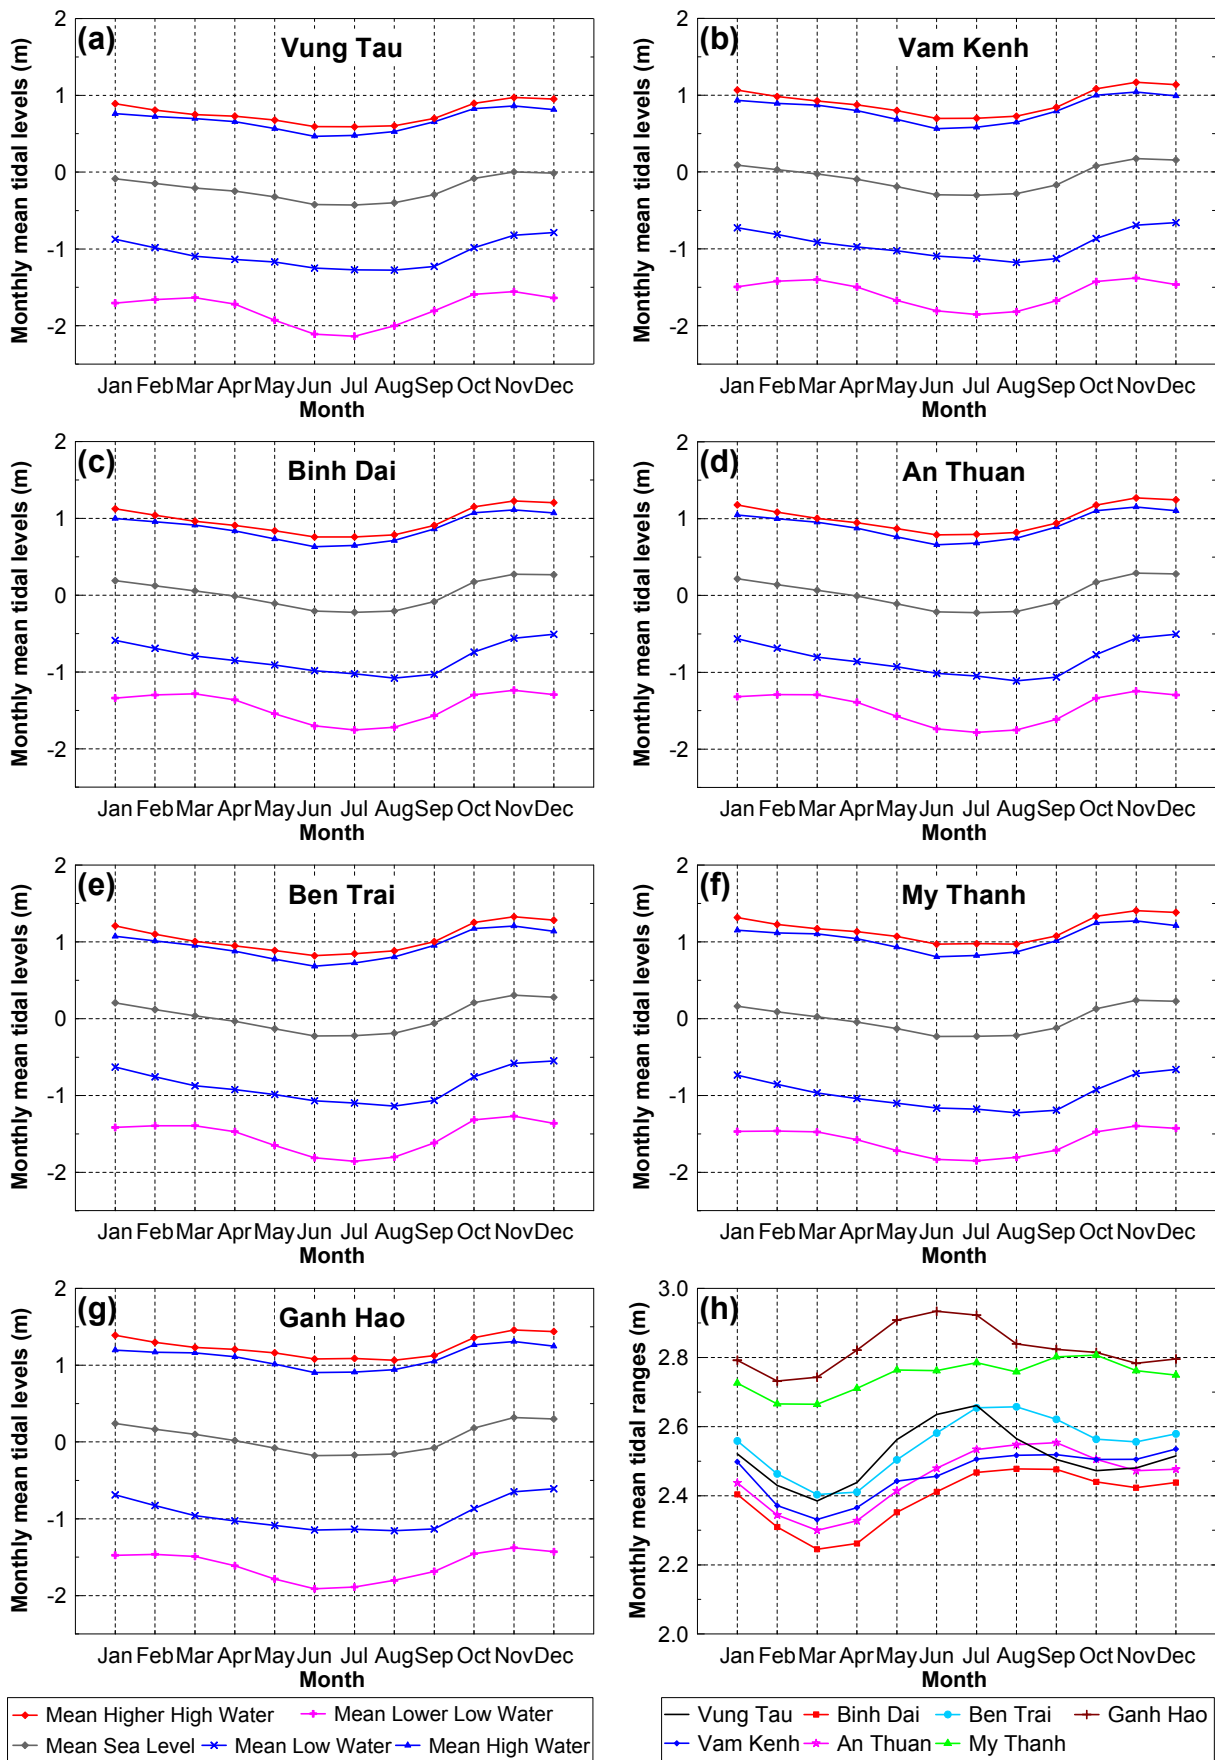 (a) Vung Tau
Monthly mean tidal levels (m)
2
1
0
-1
-2
Jan Feb Mar Apr May Jun Jul Aug Sep Oct Nov Dec
Month
(b) Vam Kenh
Monthly mean tidal levels (m)
2
1
0
-1
-2
Jan Feb Mar Apr May Jun Jul Aug Sep Oct Nov Dec
Month
(c) Binh Dai
Monthly mean tidal levels (m)
2
1
0
-1
-2
Jan Feb Mar Apr May Jun Jul Aug Sep Oct Nov Dec
Month
(d) An Thuan
Monthly mean tidal levels (m)
2
1
0
-1
-2
Jan Feb Mar Apr May Jun Jul Aug Sep Oct Nov Dec
Month
(e) Ben Trai
Monthly mean tidal levels (m)
2
1
0
-1
-2
Jan Feb Mar Apr May Jun Jul Aug Sep Oct Nov Dec
Month
(f) My Thanh
Monthly mean tidal levels (m)
2
1
0
-1
-2
Jan Feb Mar Apr May Jun Jul Aug Sep Oct Nov Dec
Month
(g) Ganh Hao
Monthly mean tidal levels (m)
2
1
0
-1
-2
Jan Feb Mar Apr May Jun Jul Aug Sep Oct Nov Dec
Month
(h)
Monthly mean tidal ranges (m)
3.0
2.8
2.6
2.4
2.2
2.0
Jan Feb Mar Apr May Jun Jul Aug Sep Oct Nov Dec
Month
Mean Higher High Water Mean Lower Low Water
Mean Sea Level Mean Low Water Mean High Water
Vung Tau Binh Dai Ben Trai Ganh Hao
Vam Kenh An Thuan My Thanh